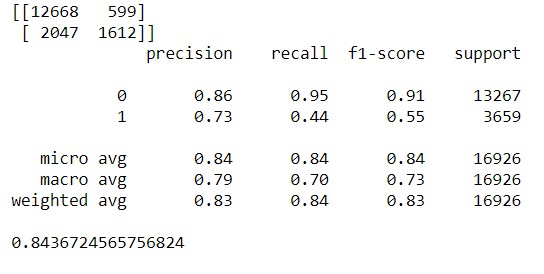 [[12668 599]
[ 2047 1612]]
precision recall f1-score support
0 0.86 0.95 0.91 13267
1 0.73 0.44 0.55 3659
micro avg 0.84 0.84 0.84 16926
macro avg 0.79 0.70 0.73 16926
weighted avg 0.83 0.84 0.83 16926
0.8436724565756824